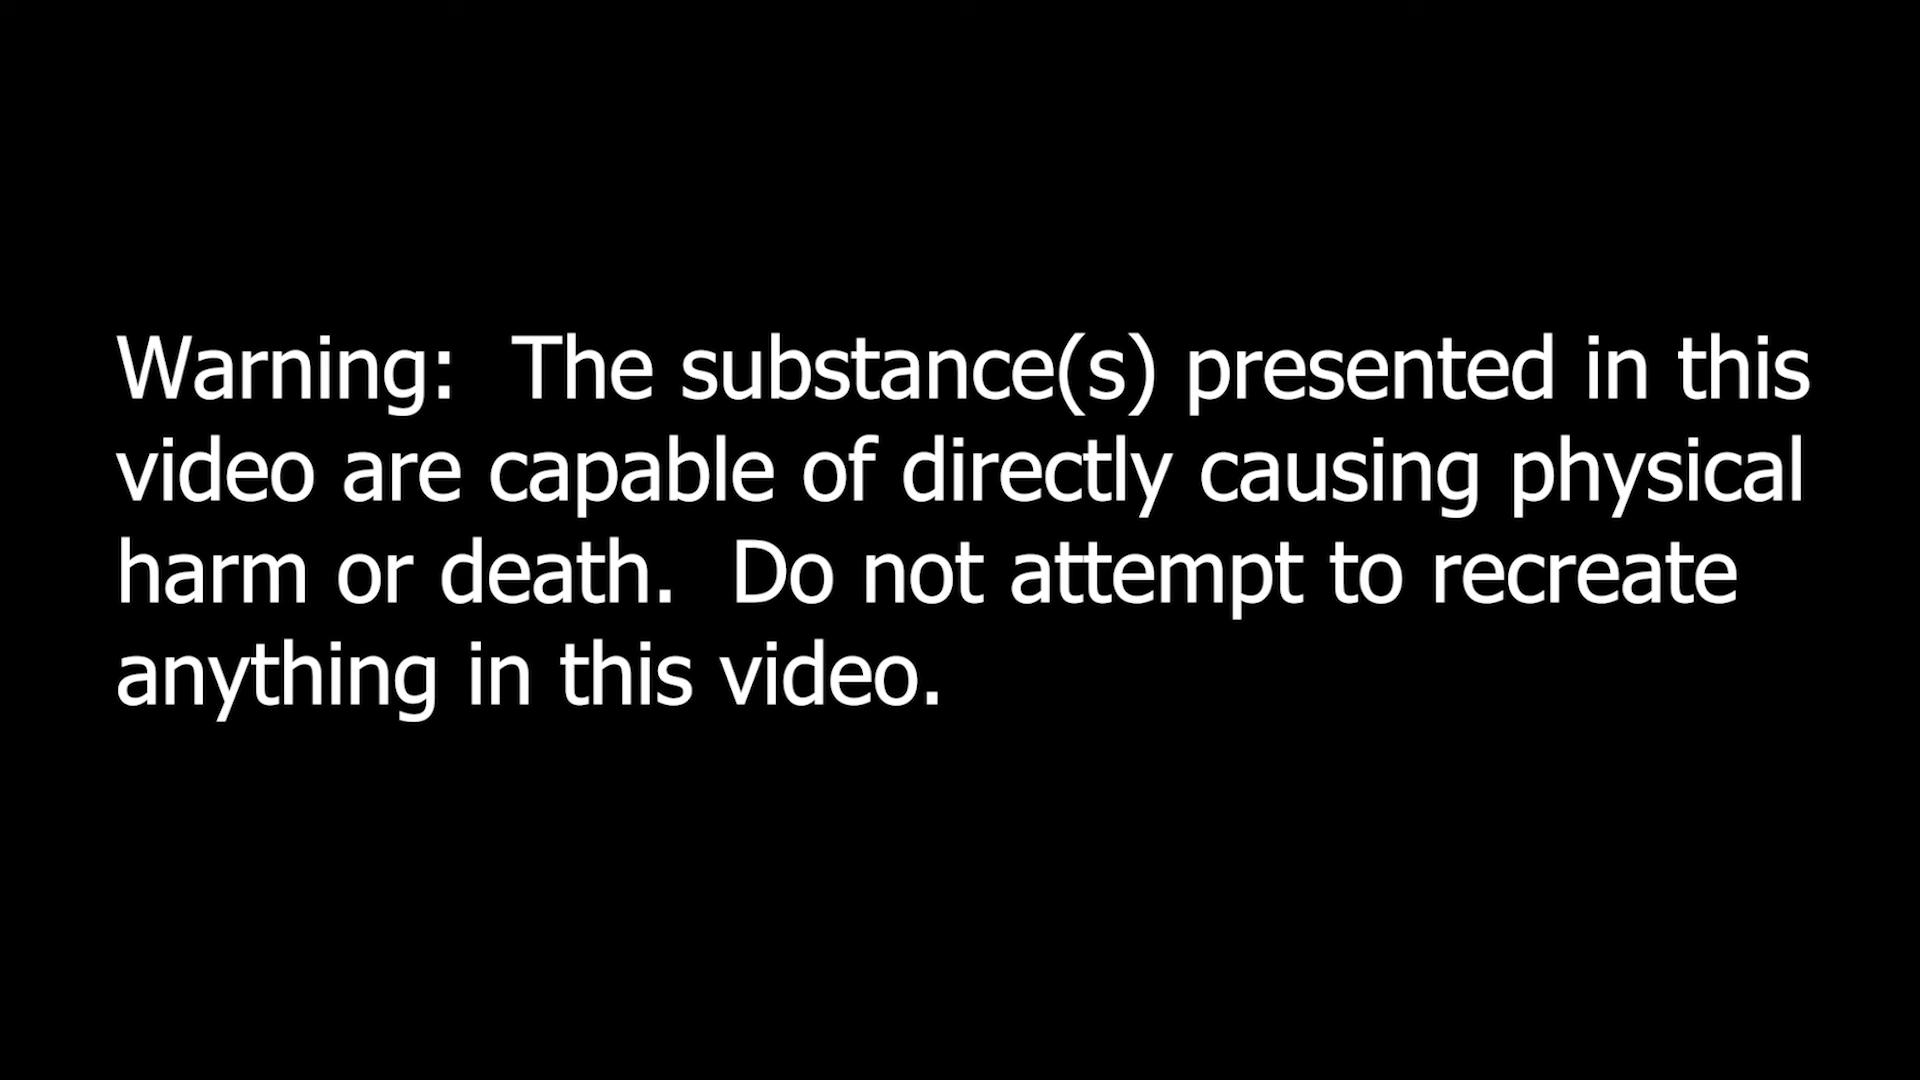 Warning:  The substance(s) presented in this
video are capable of directly causing physical
harm or death.  Do not attempt to recreate
anything in this video.